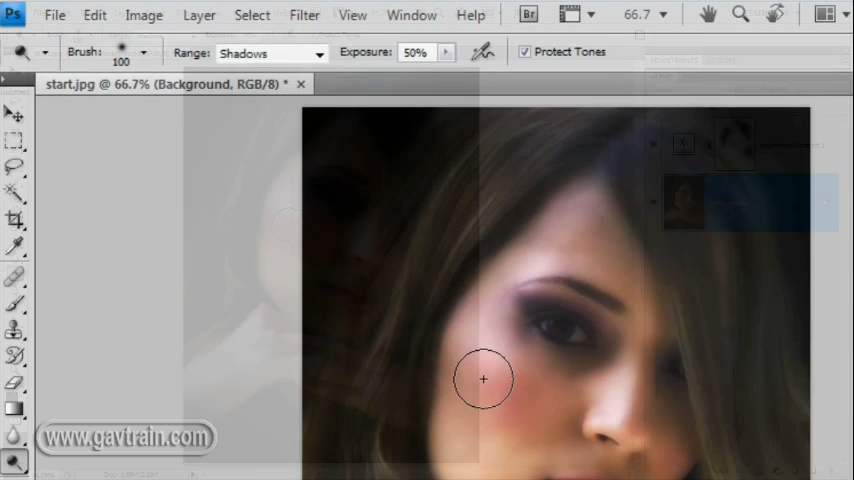 Ps File Edit Image Layer Select Filter View Window Help Br 66.7
Brush: 100 Range: Shadows Exposure: 50% Protect Tones
start.jpg @ 66.7% (Background, RGB/8) *
www.gavtrain.com